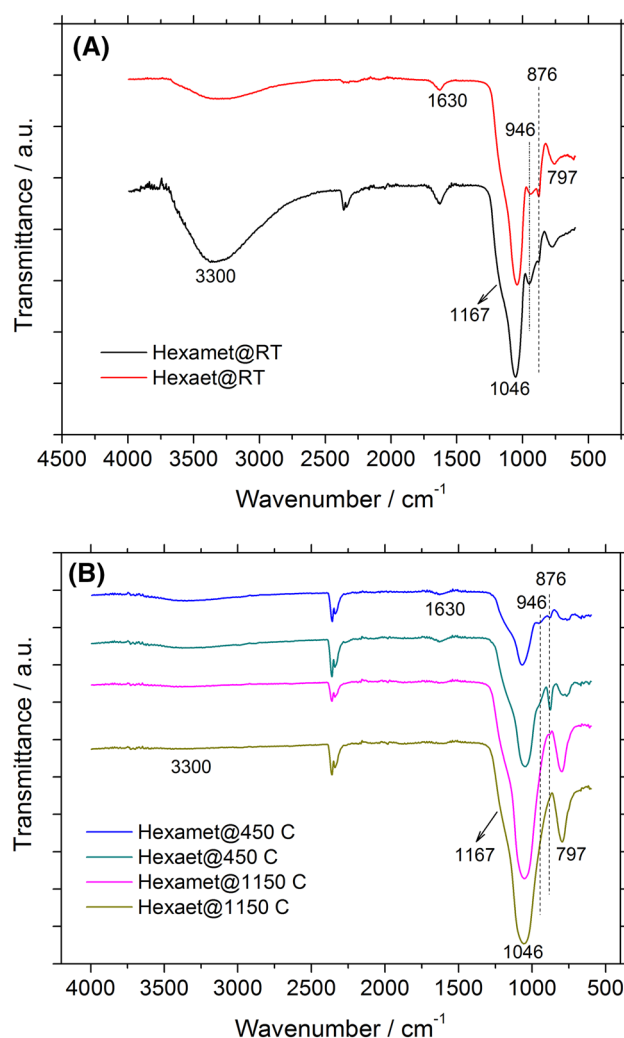 (A)
876
946
1630
797
3300
1167
1046
Hexamet@RT
Hexaet@RT
Transmittance / a.u.
4500 4000 3500 3000 2500 2000 1500 1000 500
Wavenumber / cm-1
(B)
876
946
1630
3300
1167
797
1046
Hexamet@450 C
Hexaet@450 C
Hexamet@1150 C
Hexaet@1150 C
Transmittance / a.u.
4000 3500 3000 2500 2000 1500 1000 500
Wavenumber / cm-1